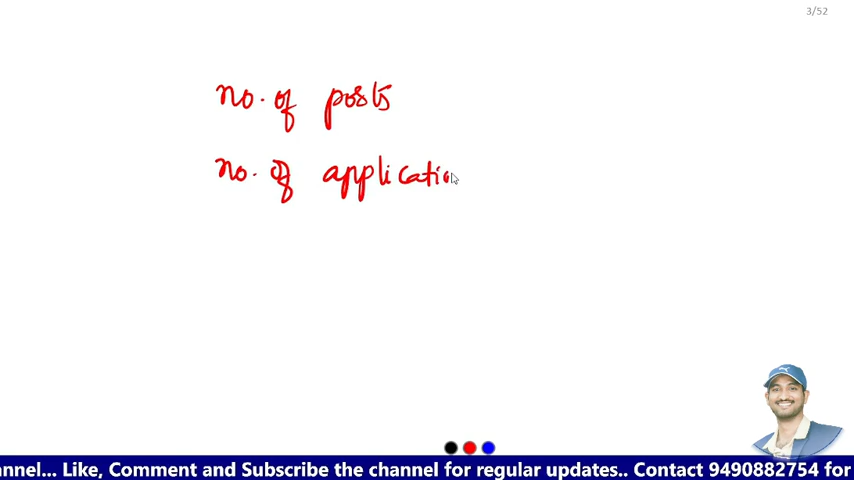 3/52
no. of posts
no. of applicatio
annel... Like, Comment and Subscribe the channel for regular updates.. Contact 9490882754 for